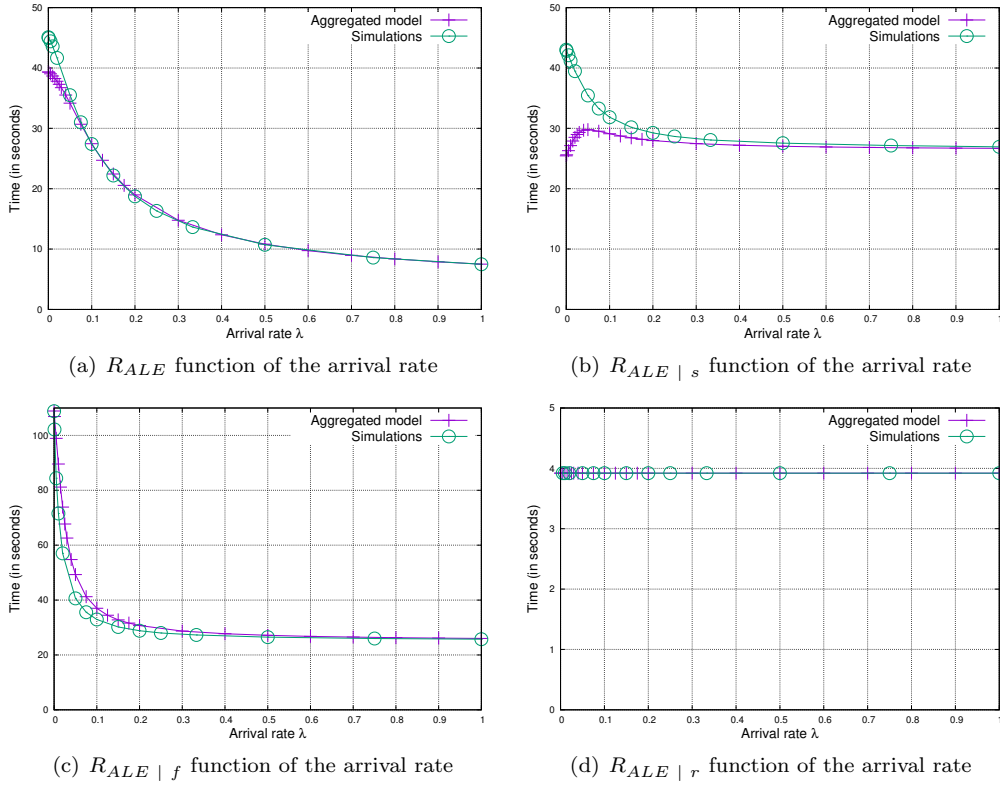 50
40
30
20
10
0
Time (in seconds)
Aggregated model
Simulations
0 0.1 0.2 0.3 0.4 0.5 0.6 0.7 0.8 0.9 1
Arrival rate λ
(a) R_ALE function of the arrival rate
50
40
30
20
10
0
Time (in seconds)
Aggregated model
Simulations
0 0.1 0.2 0.3 0.4 0.5 0.6 0.7 0.8 0.9 1
Arrival rate λ
(b) R_ALE | s function of the arrival rate
100
80
60
40
20
0
Time (in seconds)
Aggregated model
Simulations
0 0.1 0.2 0.3 0.4 0.5 0.6 0.7 0.8 0.9 1
Arrival rate λ
(c) R_ALE | f function of the arrival rate
5
4
3
2
1
0
Time (in seconds)
Aggregated model
Simulations
0 0.1 0.2 0.3 0.4 0.5 0.6 0.7 0.8 0.9 1
Arrival rate λ
(d) R_ALE | r function of the arrival rate